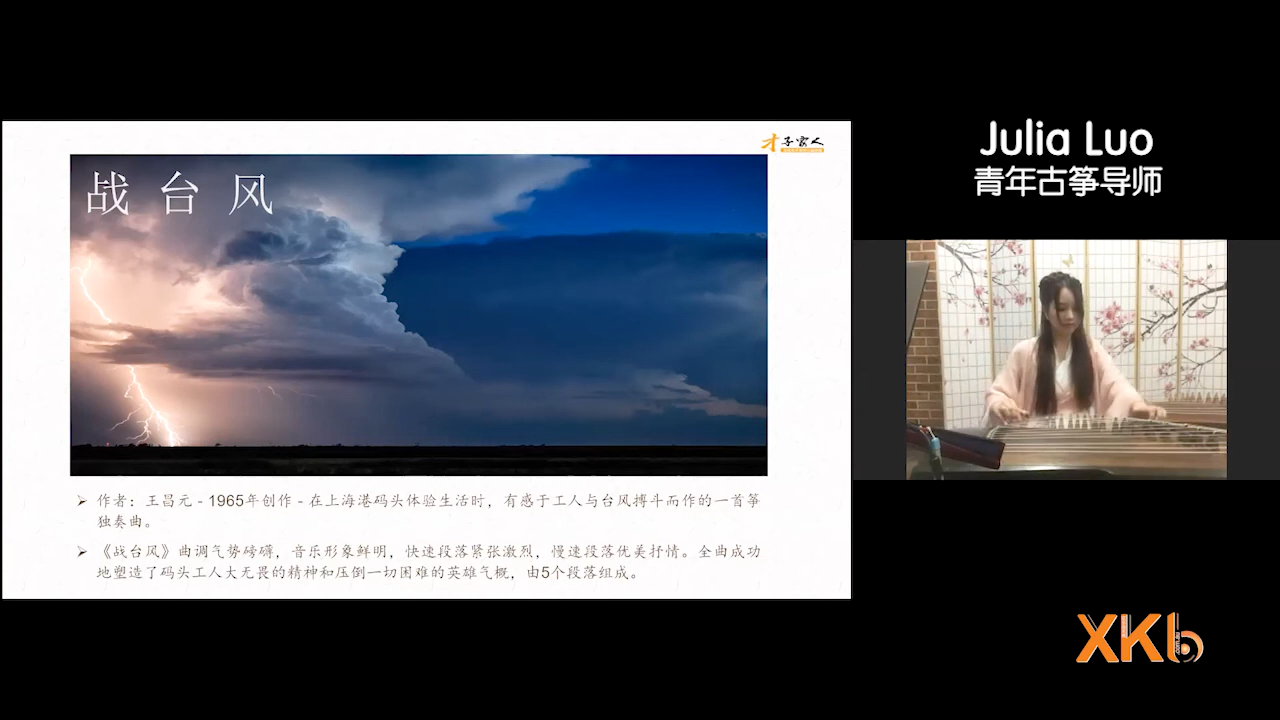 才子雲人
战 台 风
➢ 作者：王昌元 - 1965年创作 - 在上海港码头体验生活时，有感于工人与台风搏斗而作的一首筝
独奏曲。
➢ 《战台风》曲调气势磅礴，音乐形象鲜明，快速段落紧张激烈，慢速段落优美抒情。全曲成功
地塑造了码头工人大无畏的精神和压倒一切困难的英雄气概，由5个段落组成。
Julia Luo
青年古筝导师
XKb